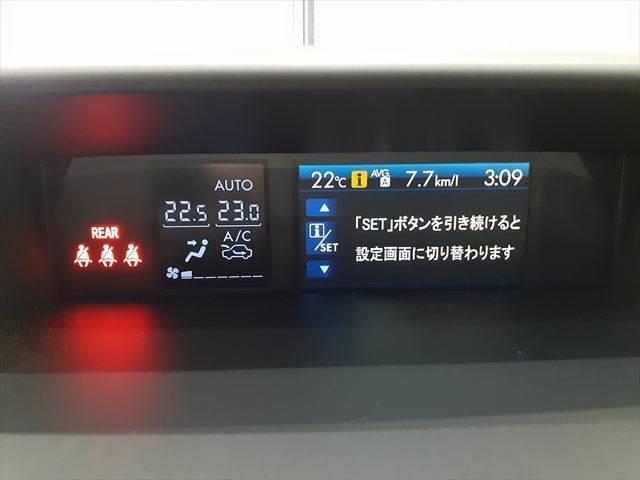 AUTO
22.5 23.0
REAR
A/C
22℃ i AVG. A 7.7km/l 3:09
i/SET
「SET」ボタンを引き続けると
設定画面に切り替わります